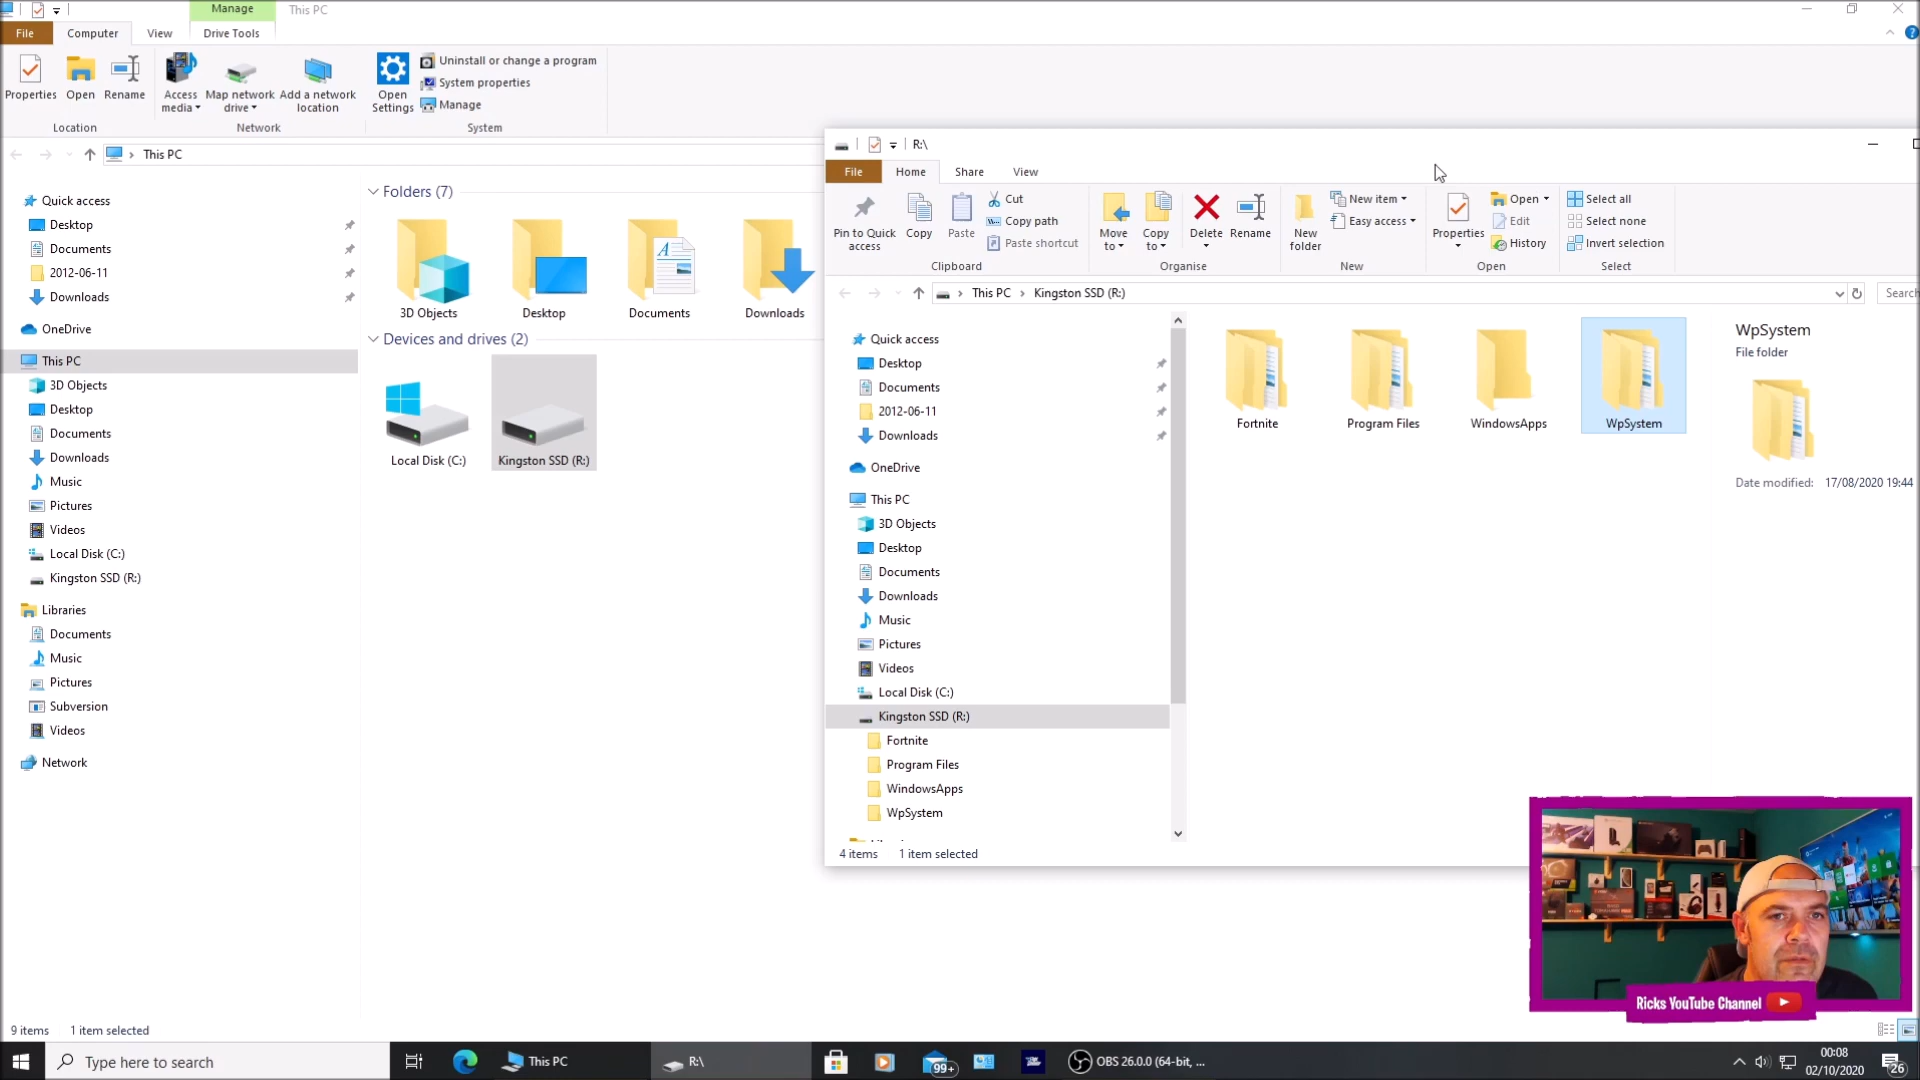 Manage
This PC
File
Computer
View
Drive Tools
Properties
Open
Rename
Access media
Map network drive
Add a network location
Open Settings
Uninstall or change a program
System properties
Manage
Location
Network
System
This PC
Quick access
Desktop
Documents
2012-06-11
Downloads
OneDrive
This PC
3D Objects
Desktop
Documents
Downloads
Music
Pictures
Videos
Local Disk (C:)
Kingston SSD (R:)
Libraries
Documents
Music
Pictures
Subversion
Videos
Network
Folders (7)
3D Objects
Desktop
Documents
Downloads
Devices and drives (2)
Local Disk (C:)
Kingston SSD (R:)
9 items
1 item selected
R:\
File
Home
Share
View
Pin to Quick access
Copy
Paste
Cut
Copy path
Paste shortcut
Move to
Copy to
Delete
Rename
New folder
New item
Easy access
Properties
Open
Edit
History
Select all
Select none
Invert selection
Clipboard
Organise
New
Open
Select
This PC
Kingston SSD (R:)
Search
Quick access
Desktop
Documents
2012-06-11
Downloads
OneDrive
This PC
3D Objects
Desktop
Documents
Downloads
Music
Pictures
Videos
Local Disk (C:)
Kingston SSD (R:)
Fortnite
Program Files
WindowsApps
WpSystem
Fortnite
Program Files
WindowsApps
WpSystem
WpSystem
File folder
Date modified: 17/08/2020 19:44
4 items
1 item selected
Ricks YouTube Channel
Type here to search
This PC
R:\
99+
OBS 26.0.0 (64-bit, ...
00:08
02/10/2020
26